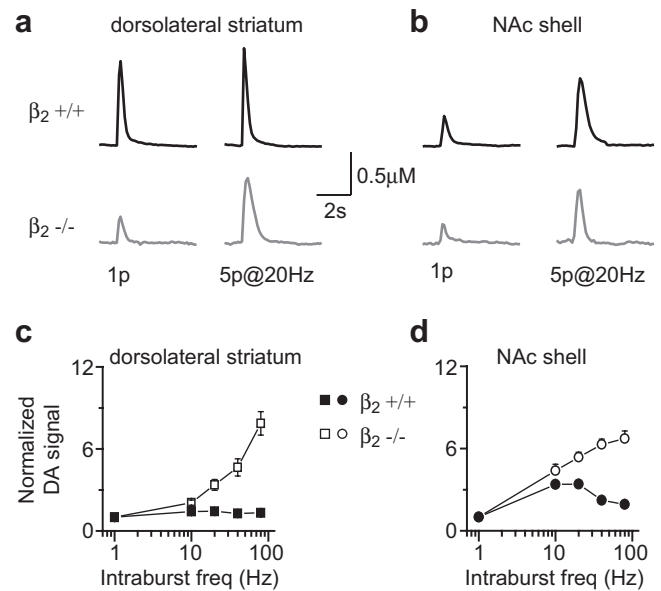 a
dorsolateral striatum
b
NAc shell
β2 +/+
0.5μM
2s
β2 -/-
1p
5p@20Hz
1p
5p@20Hz
c
dorsolateral striatum
d
NAc shell
12
6
0
Normalized
DA signal
β2 +/+
β2 -/-
12
6
0
1
10
100
Intraburst freq (Hz)
1
10
100
Intraburst freq (Hz)